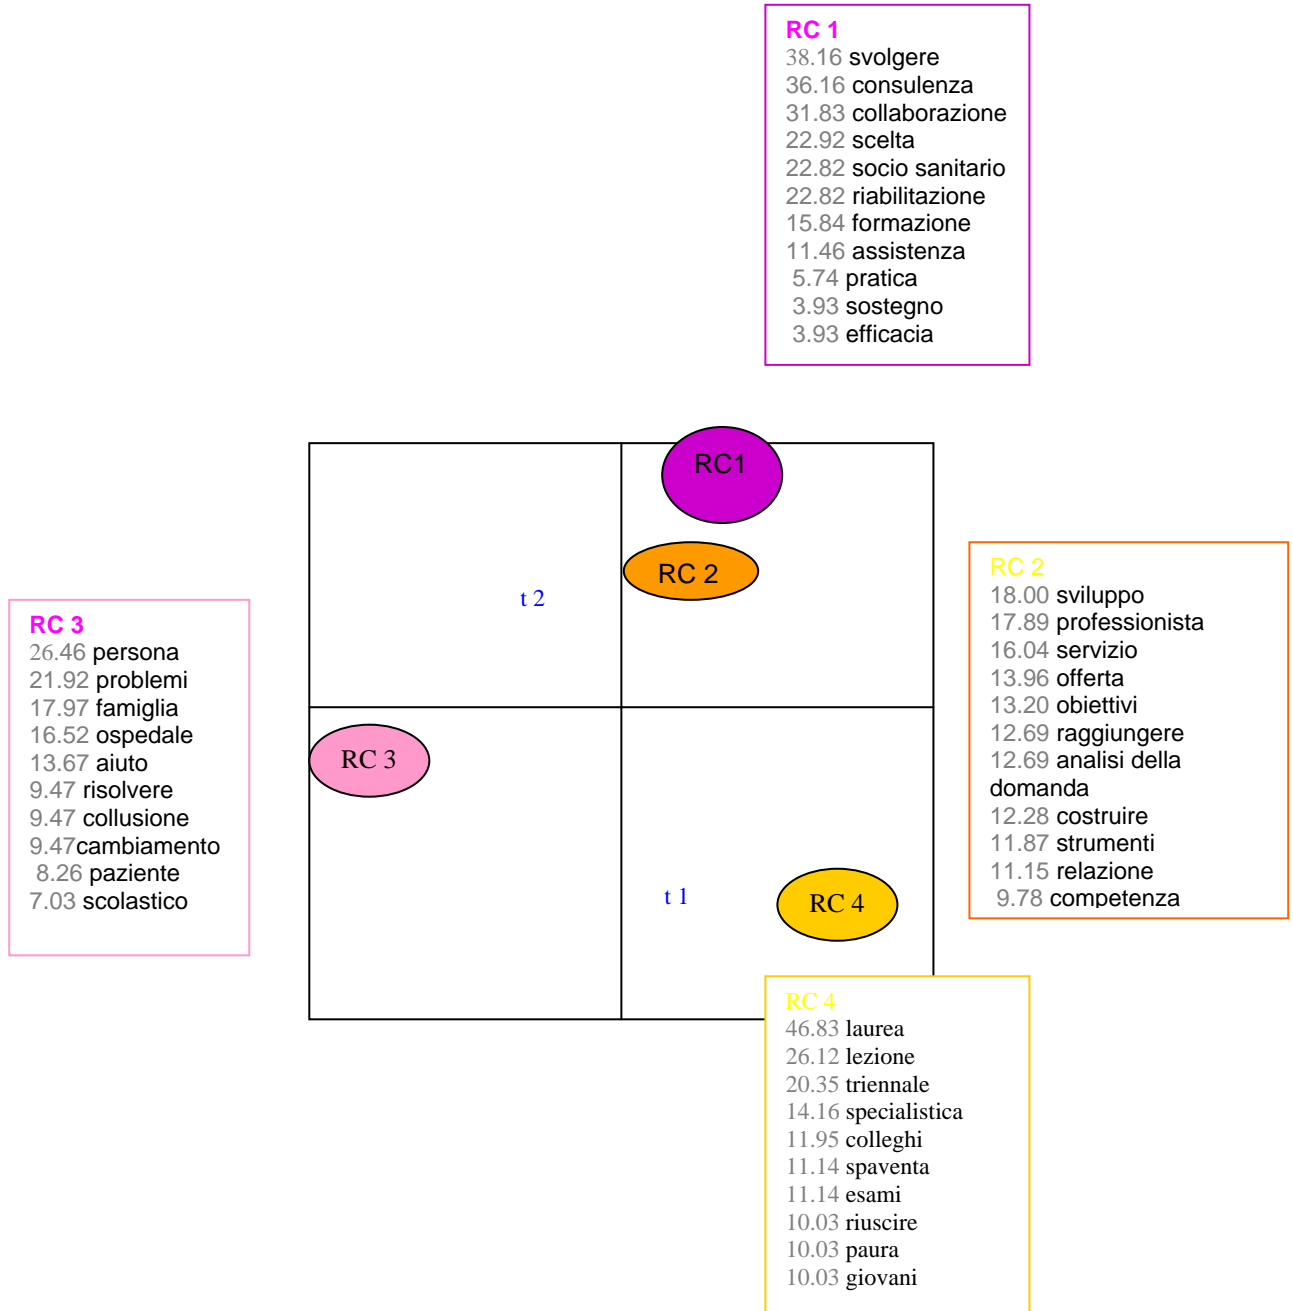 RC 1
38.16 svolgere
36.16 consulenza
31.83 collaborazione
22.92 scelta
22.82 socio sanitario
22.82 riabilitazione
15.84 formazione
11.46 assistenza
5.74 pratica
3.93 sostegno
3.93 efficacia
RC1
RC 2
t 2
RC 3
26.46 persona
21.92 problemi
17.97 famiglia
16.52 ospedale
13.67 aiuto
9.47 risolvere
9.47 collusione
9.47cambiamento
8.26 paziente
7.03 scolastico
RC 2
18.00 sviluppo
17.89 professionista
16.04 servizio
13.96 offerta
13.20 obiettivi
12.69 raggiungere
12.69 analisi della
domanda
12.28 costruire
11.87 strumenti
11.15 relazione
9.78 competenza
RC 3
t 1
RC 4
RC 4
46.83 laurea
26.12 lezione
20.35 triennale
14.16 specialistica
11.95 colleghi
11.14 spaventa
11.14 esami
10.03 riuscire
10.03 paura
10.03 giovani